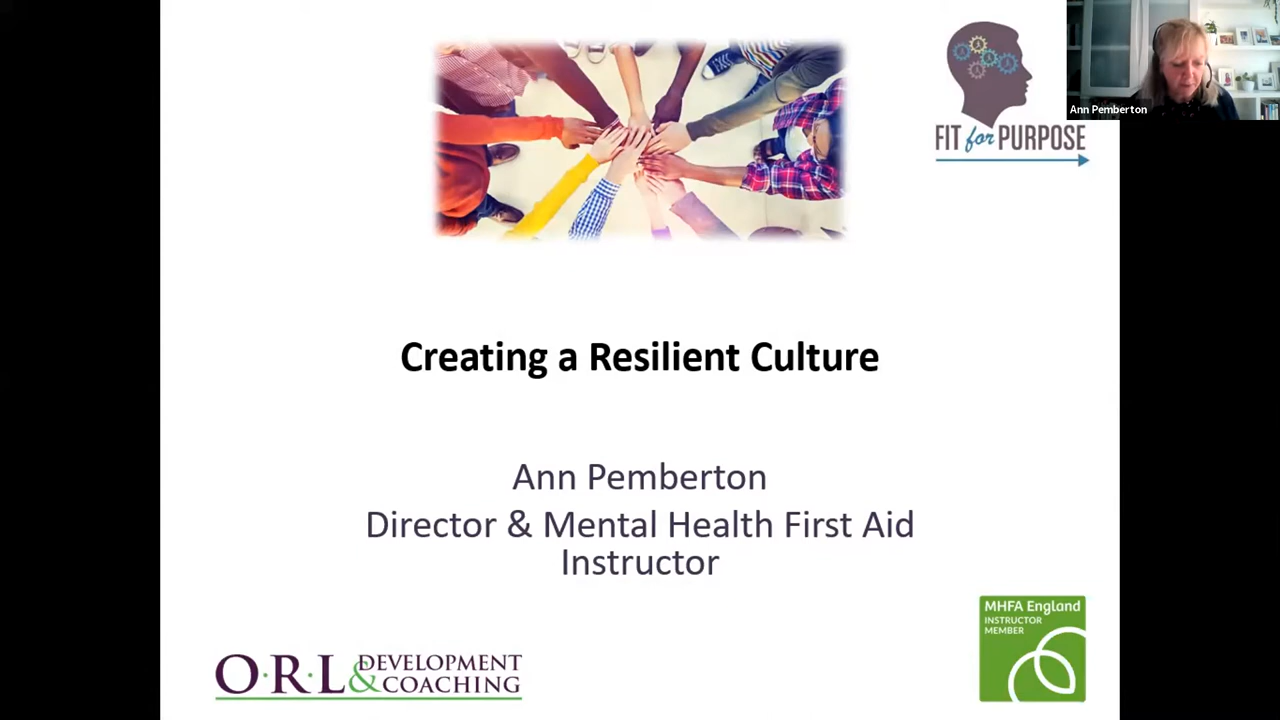 FIT for PURPOSE
Ann Pemberton
Creating a Resilient Culture
Ann Pemberton
Director & Mental Health First Aid
Instructor
MHFA England
INSTRUCTOR
MEMBER
O·R·L & DEVELOPMENT
COACHING